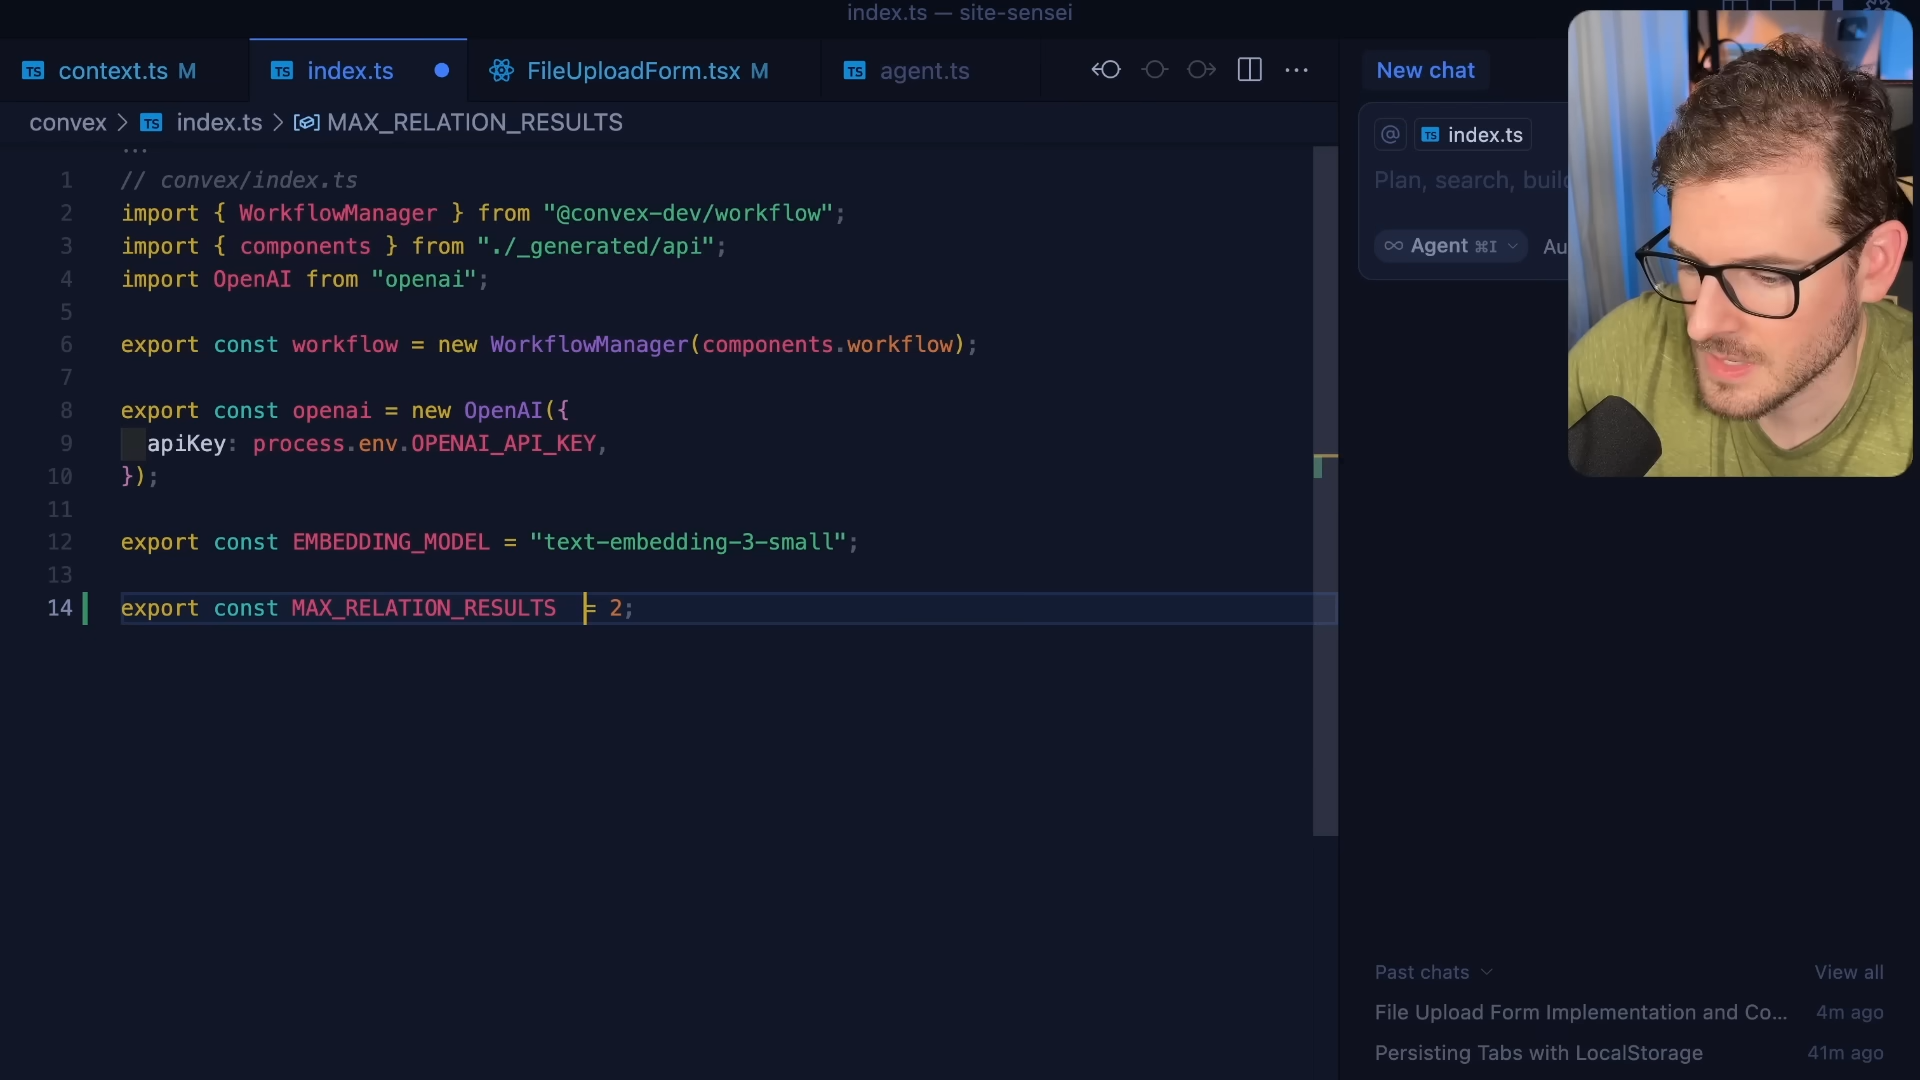 index.ts — site-sensei
context.ts M
index.ts
FileUploadForm.tsx M
agent.ts
New chat
convex > index.ts > MAX_RELATION_RESULTS
@ index.ts
Plan, search, build
Agent ⌘I
Au
...
1 // convex/index.ts
2 import { WorkflowManager } from "@convex-dev/workflow";
3 import { components } from "./_generated/api";
4 import OpenAI from "openai";
5
6 export const workflow = new WorkflowManager(components.workflow);
7
8 export const openai = new OpenAI({
9 apiKey: process.env.OPENAI_API_KEY,
10 });
11
12 export const EMBEDDING_MODEL = "text-embedding-3-small";
13
14 export const MAX_RELATION_RESULTS  = 2;
Past chats View all
File Upload Form Implementation and Co... 4m ago
Persisting Tabs with LocalStorage 41m ago